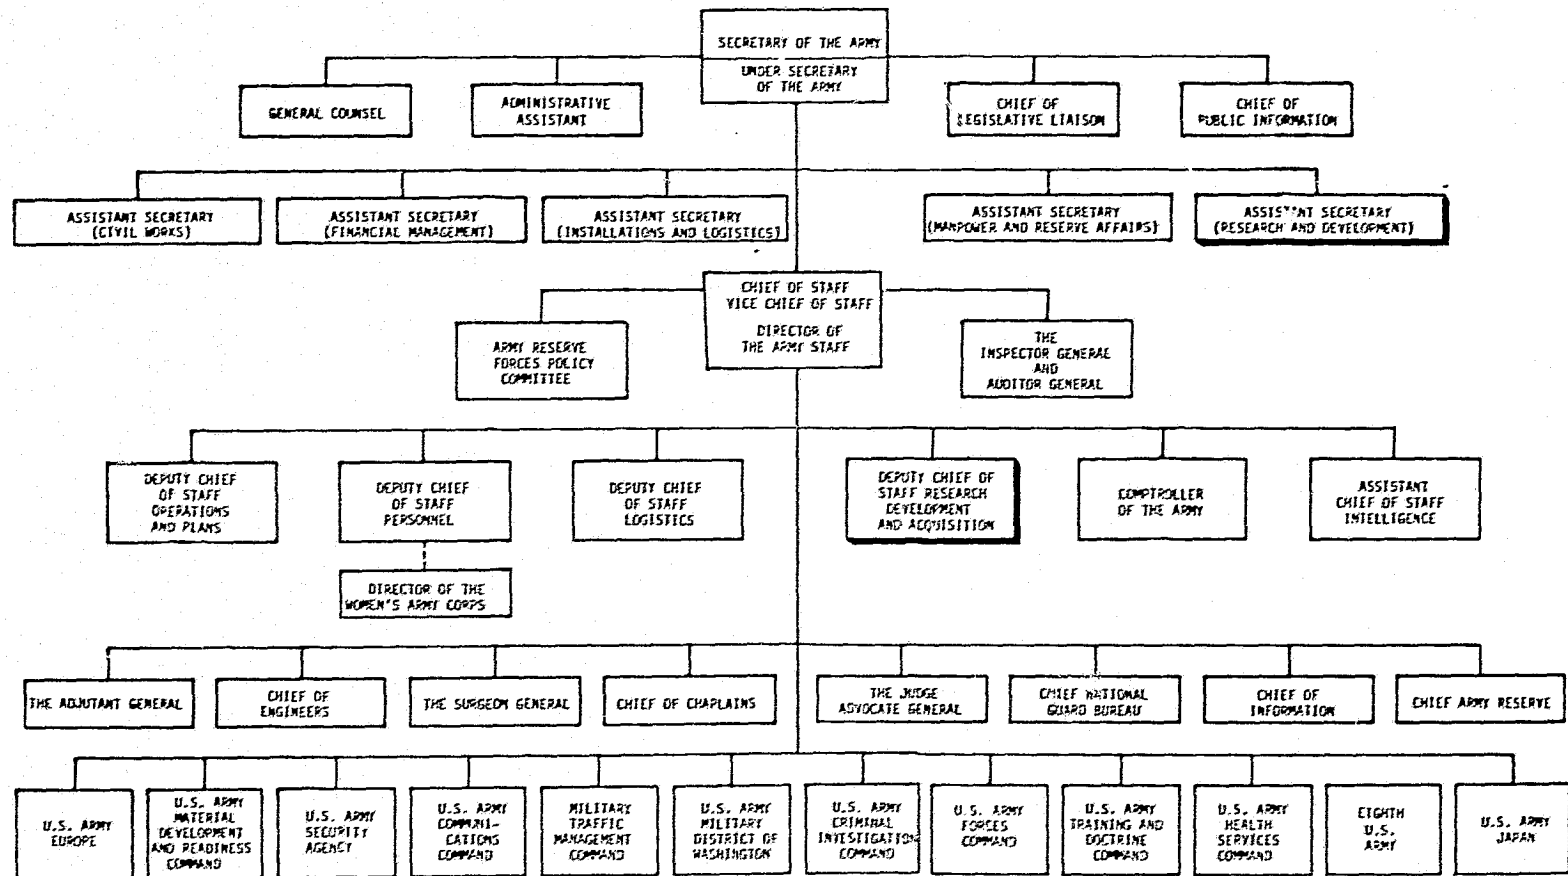 SECRETARY OF THE ARMY
UNDER SECRETARY
OF THE ARMY
GENERAL COUNSEL
ADMINISTRATIVE
ASSISTANT
CHIEF OF
LEGISLATIVE LIAISON
CHIEF OF
PUBLIC INFORMATION
ASSISTANT SECRETARY
(CIVIL WORKS)
ASSISTANT SECRETARY
(FINANCIAL MANAGEMENT)
ASSISTANT SECRETARY
(INSTALLATIONS AND LOGISTICS)
ASSISTANT SECRETARY
(MANPOWER AND RESERVE AFFAIRS)
ASSISTANT SECRETARY
(RESEARCH AND DEVELOPMENT)
CHIEF OF STAFF
VICE CHIEF OF STAFF
DIRECTOR OF
THE ARMY STAFF
ARMY RESERVE
FORCES POLICY
COMMITTEE
THE
INSPECTOR GENERAL
AND
AUDITOR GENERAL
DEPUTY CHIEF
OF STAFF
OPERATIONS
AND PLANS
DEPUTY CHIEF
OF STAFF
PERSONNEL
DEPUTY CHIEF
OF STAFF
LOGISTICS
DEPUTY CHIEF OF
STAFF RESEARCH
DEVELOPMENT
AND ACQUISITION
COMPTROLLER
OF THE ARMY
ASSISTANT
CHIEF OF STAFF
INTELLIGENCE
DIRECTOR OF THE
WOMEN'S ARMY CORPS
THE ADJUTANT GENERAL
CHIEF OF
ENGINEERS
THE SURGEON GENERAL
CHIEF OF CHAPLAINS
THE JUDGE
ADVOCATE GENERAL
CHIEF NATIONAL
GUARD BUREAU
CHIEF OF
INFORMATION
CHIEF ARMY RESERVE
U.S. ARMY
EUROPE
U.S. ARMY
MATERIAL
DEVELOPMENT
AND READINESS
COMMAND
U.S. ARMY
SECURITY
AGENCY
U.S. ARMY
COMMUNI-
CATIONS
COMMAND
MILITARY
TRAFFIC
MANAGEMENT
COMMAND
U.S. ARMY
MILITARY
DISTRICT OF
WASHINGTON
U.S. ARMY
CRIMINAL
INVESTIGATION
COMMAND
U.S. ARMY
FORCES
COMMAND
U.S. ARMY
TRAINING AND
DOCTRINE
COMMAND
U.S. ARMY
HEALTH
SERVICES
COMMAND
EIGHTH
U.S.
ARMY
U.S. ARMY
JAPAN